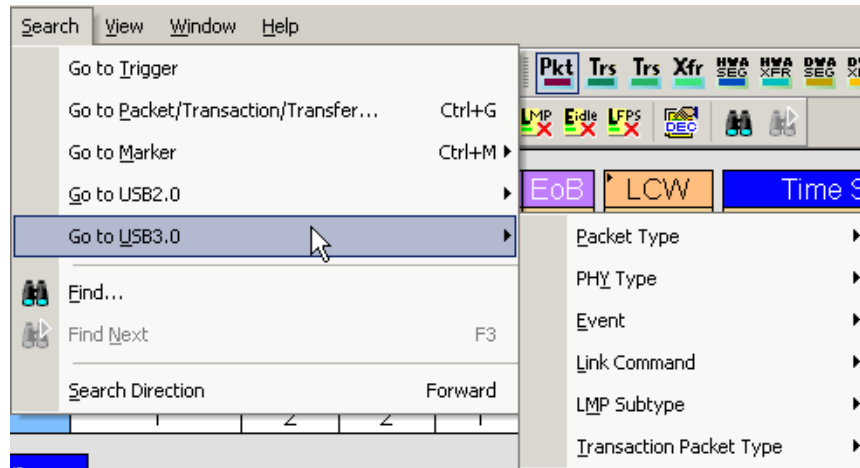 Search View Window Help
Go to Trigger
Go to Packet/Transaction/Transfer... Ctrl+G
Go to Marker Ctrl+M
Go to USB2.0
Go to USB3.0
Find...
Find Next F3
Search Direction Forward
Pkt Trs Trs Xfr HWA SEG HWA XFR DWA SEG
LMP Eidle LFPS DEC
EoB LCW Time S
Packet Type
PHY Type
Event
Link Command
LMP Subtype
Transaction Packet Type